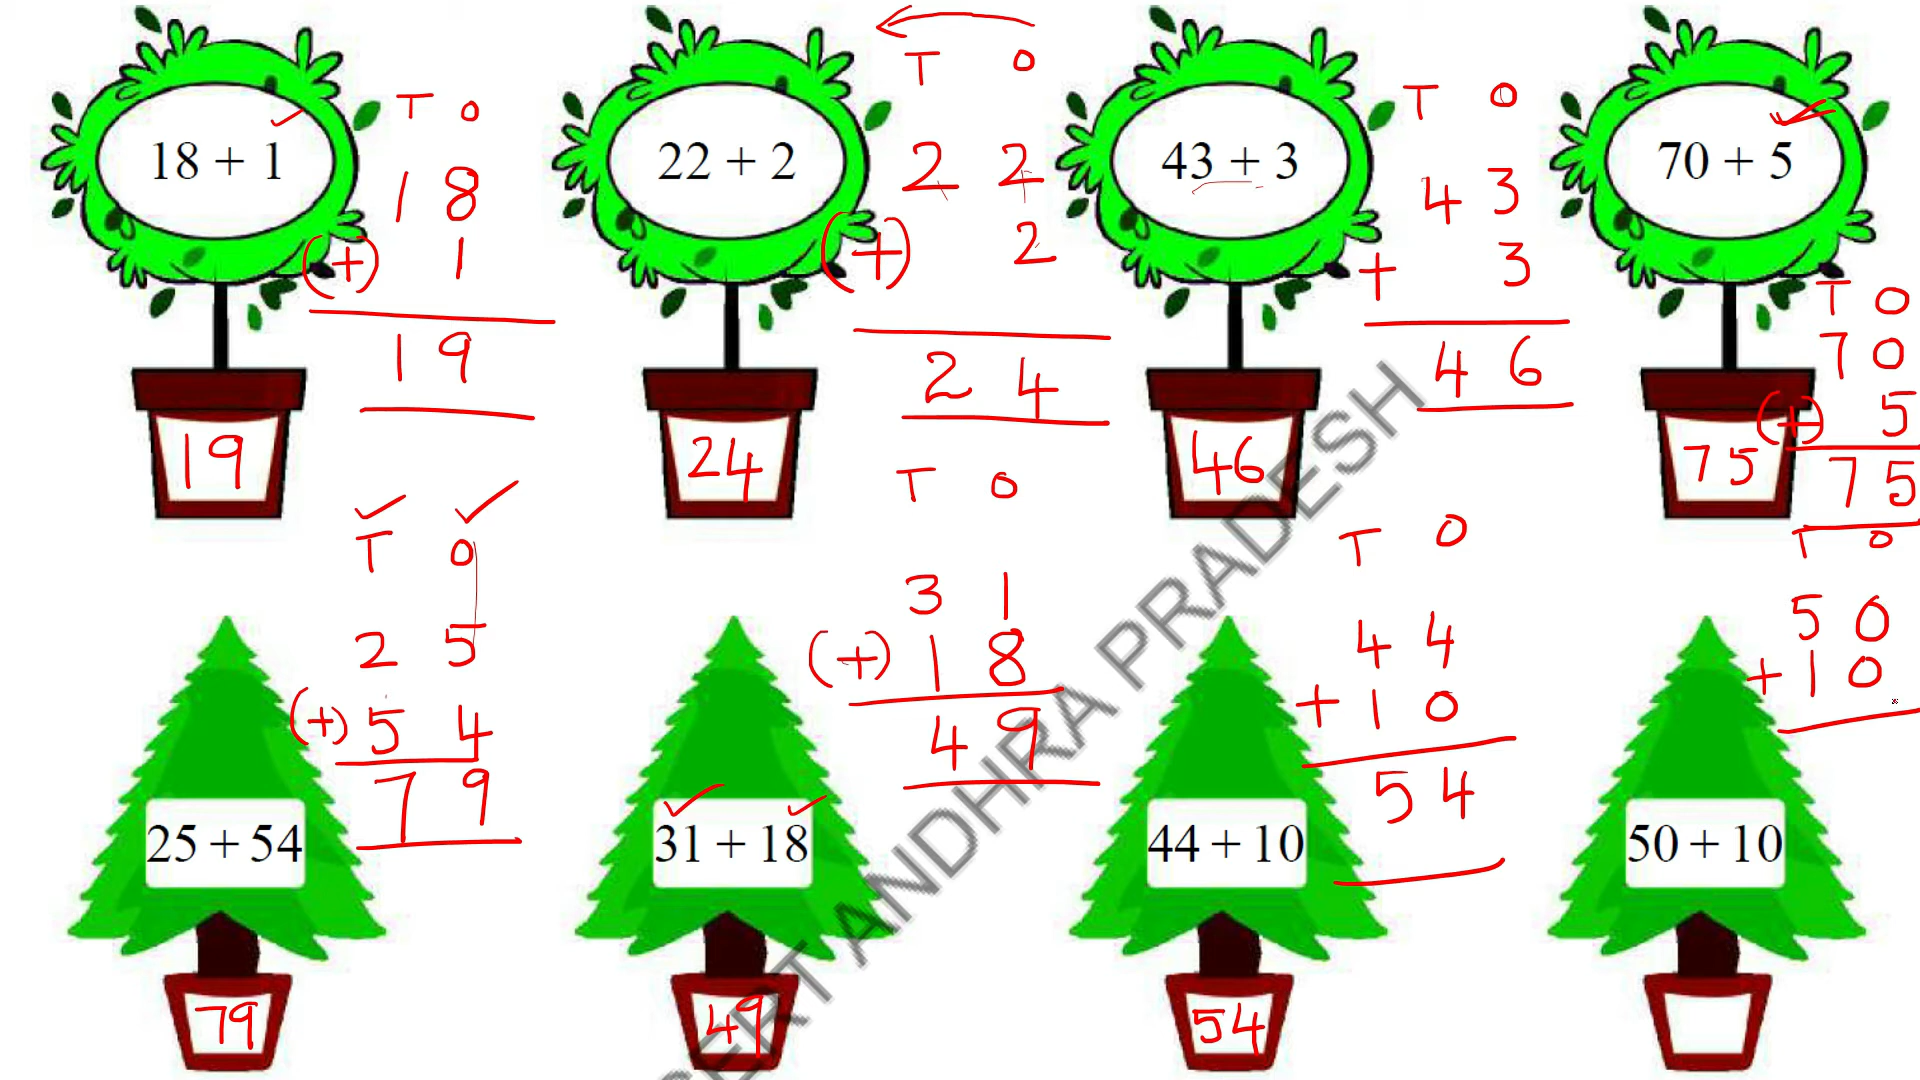 18 + 1
T O
1 8
(+) 1
1 9
19
22 + 2
T O
2 2
(+) 2
2 4
24
43 + 3
T O
4 3
+ 3
4 6
46
70 + 5
T O
7 0
(+) 5
7 5
75
T O
2 5
(+) 5 4
7 9
25 + 54
79
T O
3 1
(+) 1 8
4 9
31 + 18
49
T O
4 4
+ 1 0
5 4
44 + 10
54
T O
5 0
+ 1 0
50 + 10
ERT ANDHRA PRADESH